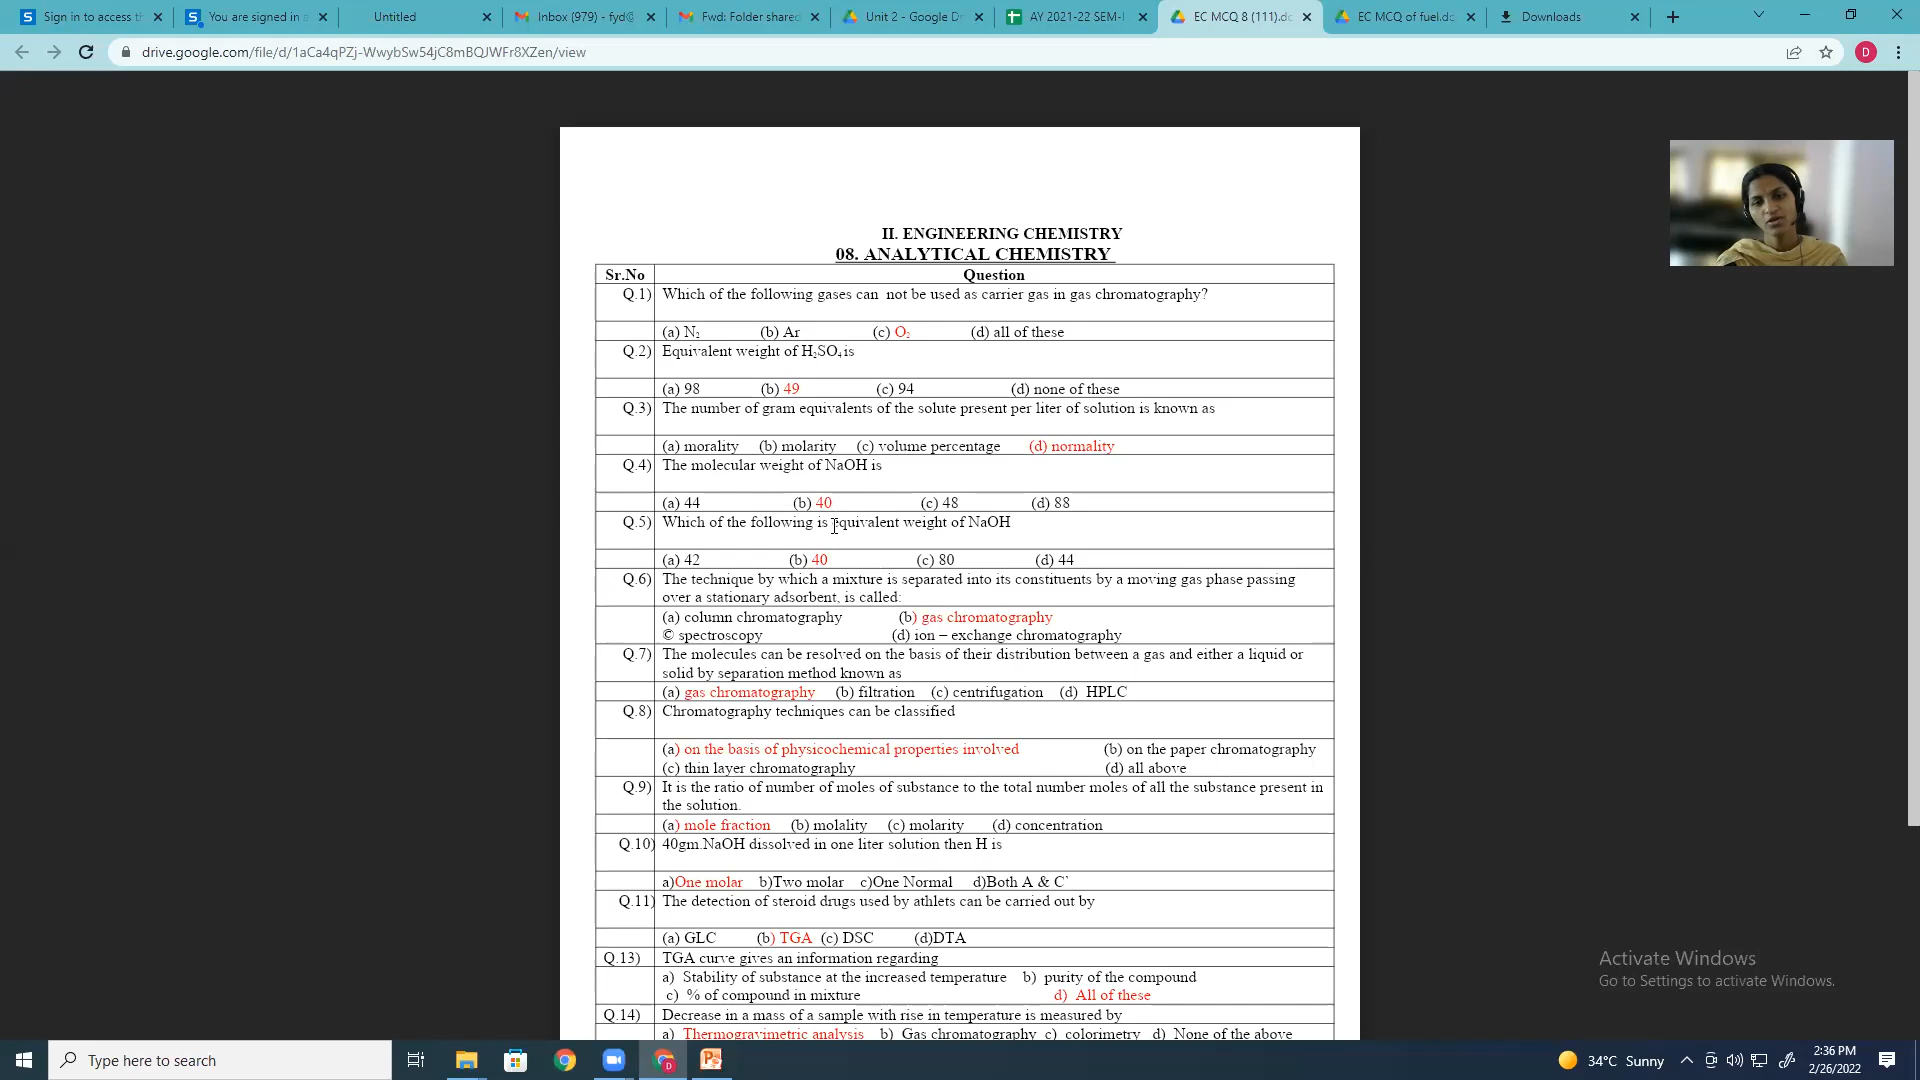 Sign in to access th
You are signed in a
Untitled
Inbox (979) - fyd@
Fwd: Folder shared
Unit 2 - Google Dr
AY 2021-22 SEM-I
EC MCQ 8 (111).dc
EC MCQ of fuel.dc
Downloads
drive.google.com/file/d/1aCa4qPZj-WwybSw54jC8mBQJWFr8XZen/view
D
II. ENGINEERING CHEMISTRY
08. ANALYTICAL CHEMISTRY
Sr.No Question
Q.1) Which of the following gases can not be used as carrier gas in gas chromatography?
(a) N₂ (b) Ar (c) O₂ (d) all of these
Q.2) Equivalent weight of H₂SO₄ is
(a) 98 (b) 49 (c) 94 (d) none of these
Q.3) The number of gram equivalents of the solute present per liter of solution is known as
(a) morality (b) molarity (c) volume percentage (d) normality
Q.4) The molecular weight of NaOH is
(a) 44 (b) 40 (c) 48 (d) 88
Q.5) Which of the following is equivalent weight of NaOH
(a) 42 (b) 40 (c) 80 (d) 44
Q.6) The technique by which a mixture is separated into its constituents by a moving gas phase passing
over a stationary adsorbent, is called:
(a) column chromatography (b) gas chromatography
© spectroscopy (d) ion – exchange chromatography
Q.7) The molecules can be resolved on the basis of their distribution between a gas and either a liquid or
solid by separation method known as
(a) gas chromatography (b) filtration (c) centrifugation (d) HPLC
Q.8) Chromatography techniques can be classified
(a) on the basis of physicochemical properties involved (b) on the paper chromatography
(c) thin layer chromatography (d) all above
Q.9) It is the ratio of number of moles of substance to the total number moles of all the substance present in
the solution.
(a) mole fraction (b) molality (c) molarity (d) concentration
Q.10) 40gm.NaOH dissolved in one liter solution then H is
a)One molar b)Two molar c)One Normal d)Both A & C’
Q.11) The detection of steroid drugs used by athlets can be carried out by
(a) GLC (b) TGA (c) DSC (d)DTA
Q.13) TGA curve gives an information regarding
a) Stability of substance at the increased temperature b) purity of the compound
c) % of compound in mixture d) All of these
Q.14) Decrease in a mass of a sample with rise in temperature is measured by
a) Thermogravimetric analysis b) Gas chromatography c) colorimetry d) None of the above
Activate Windows
Go to Settings to activate Windows.
Type here to search
34°C Sunny
2:36 PM
2/26/2022